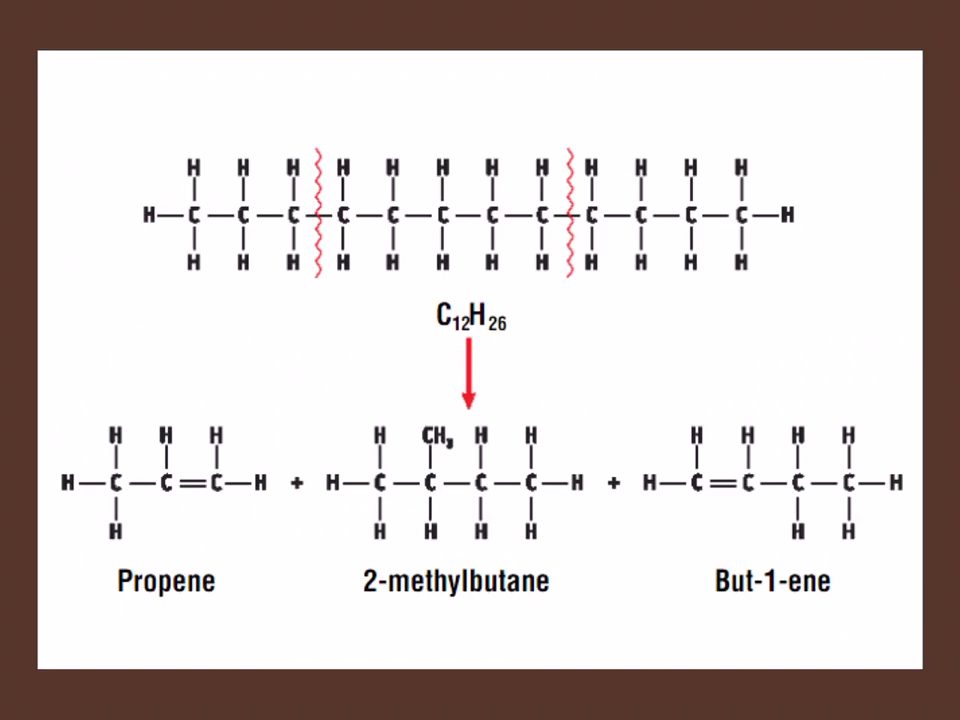 H H H H H H H H H H H H
H—C—C—C—C—C—C—C—C—C—C—C—C—H
H H H H H H H H H H H H
C₁₂H₂₆
H H H H CH₃ H H H H H H
H—C—C=C—H + H—C—C—C—C—H + H—C=C—C—C—H
H H H H H H H
Propene 2-methylbutane But-1-ene